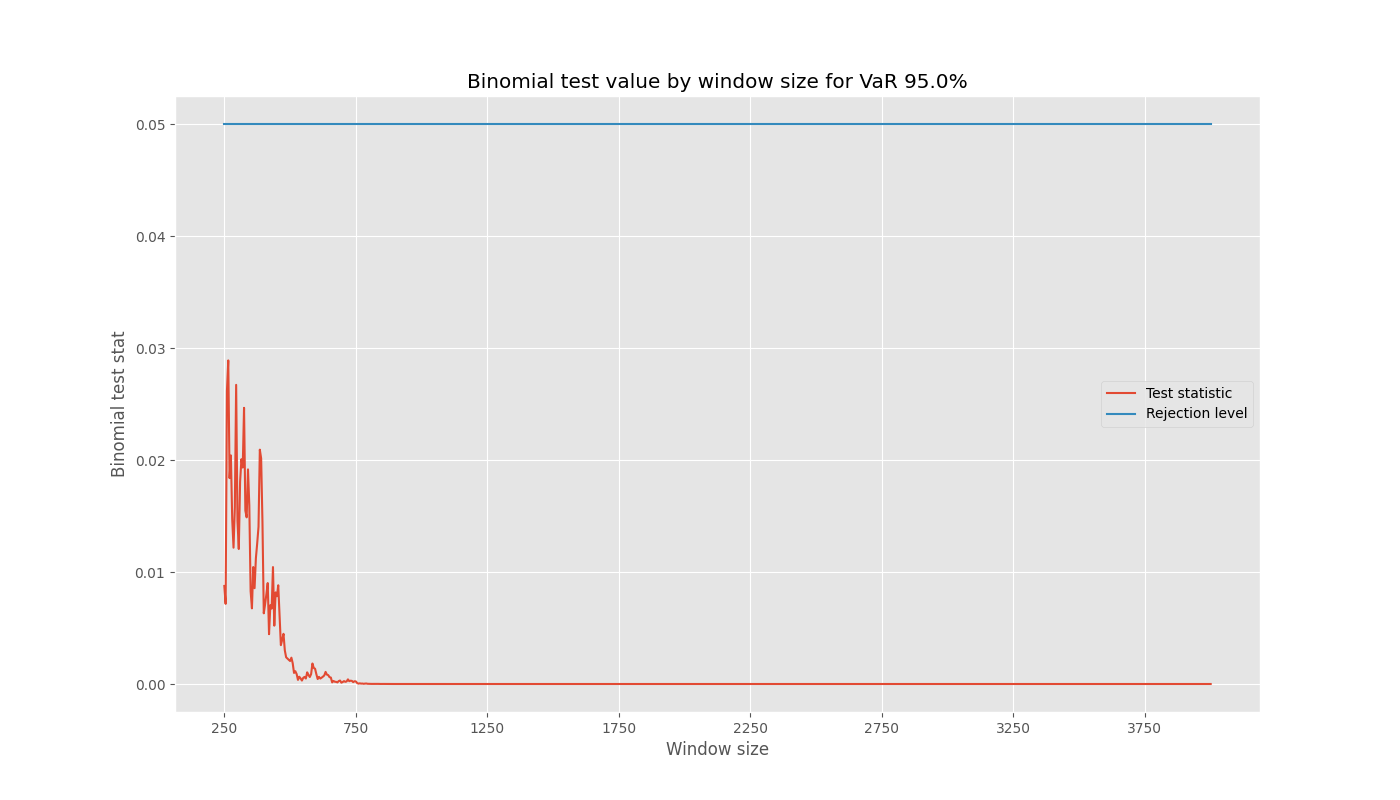 Binomial test value by window size for VaR 95.0%
0.05
0.04
0.03
0.02
0.01
0.00
Binomial test stat
Test statistic
Rejection level
250 750 1250 1750 2250 2750 3250 3750
Window size